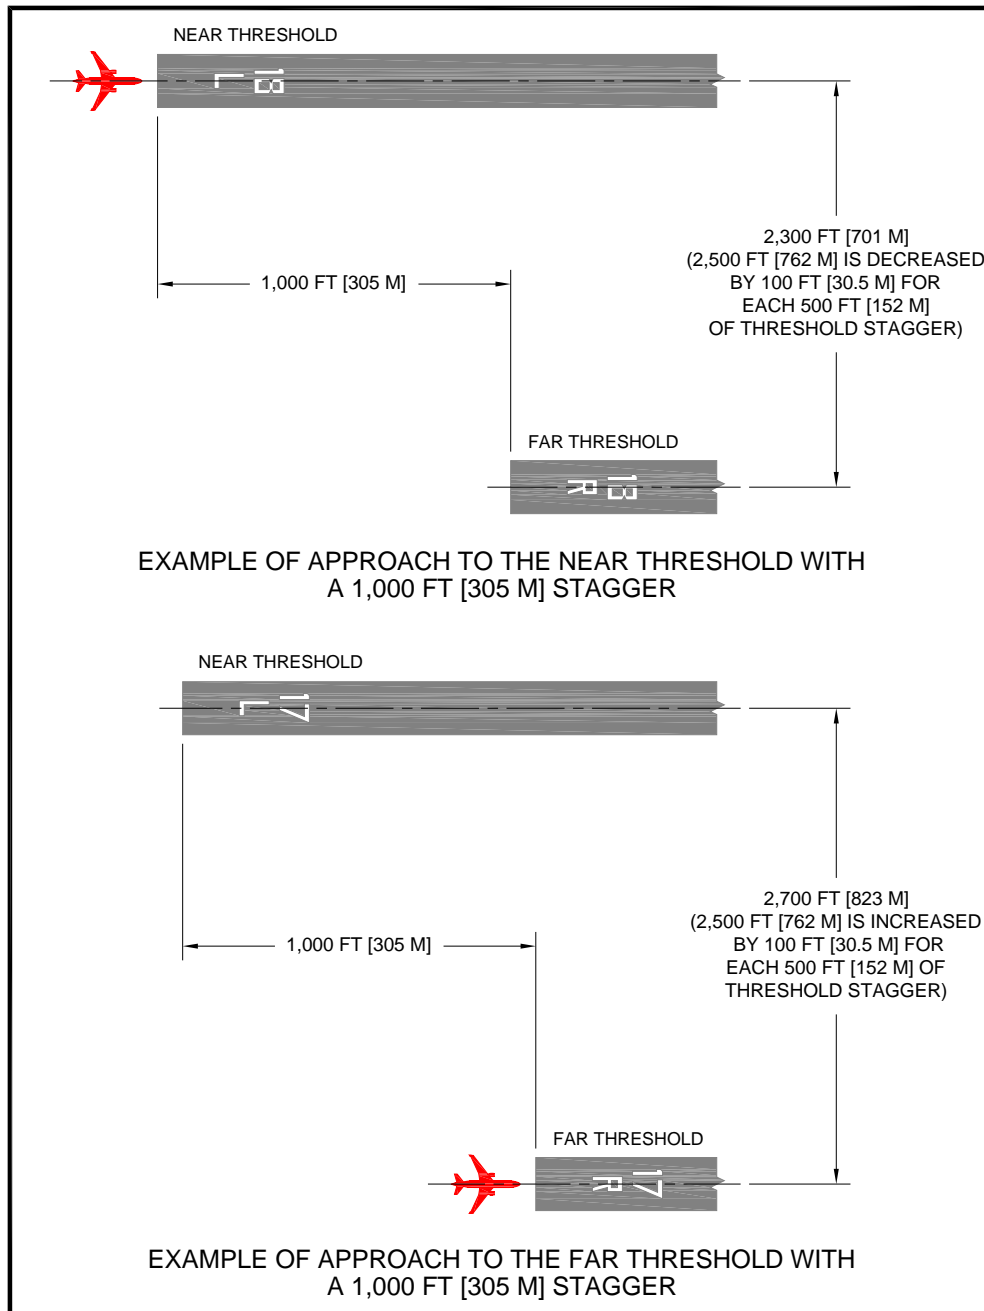 NEAR THRESHOLD
18
L
2,300 FT [701 M]
(2,500 FT [762 M] IS DECREASED
BY 100 FT [30.5 M] FOR
EACH 500 FT [152 M]
OF THRESHOLD STAGGER)
1,000 FT [305 M]
FAR THRESHOLD
18
R
EXAMPLE OF APPROACH TO THE NEAR THRESHOLD WITH
A 1,000 FT [305 M] STAGGER
NEAR THRESHOLD
17
L
2,700 FT [823 M]
(2,500 FT [762 M] IS INCREASED
BY 100 FT [30.5 M] FOR
EACH 500 FT [152 M] OF
THRESHOLD STAGGER)
1,000 FT [305 M]
FAR THRESHOLD
17
R
EXAMPLE OF APPROACH TO THE FAR THRESHOLD WITH
A 1,000 FT [305 M] STAGGER